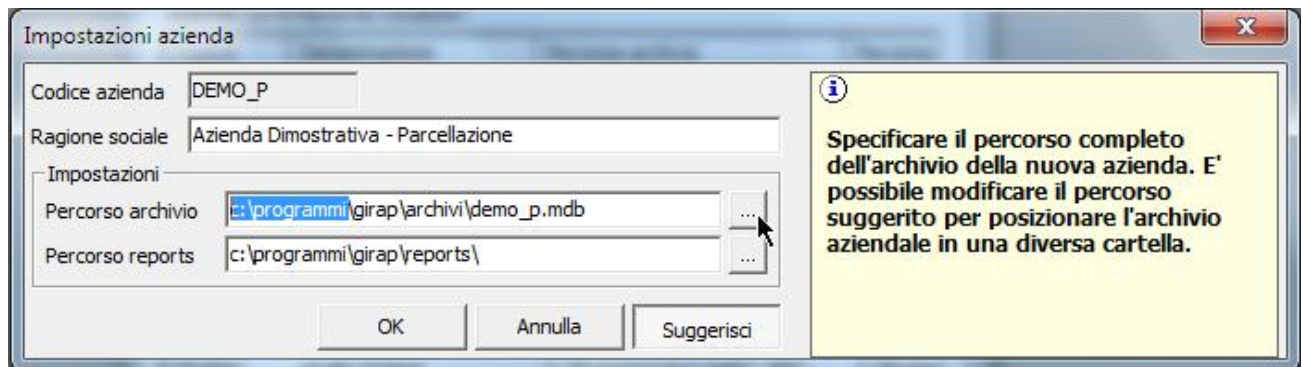 Impostazioni azienda
Codice azienda DEMO_P
Ragione sociale Azienda Dimostrativa - Parcellazione
Impostazioni
Percorso archivio c:\programmi\girap\archivi\demo_p.mdb ...
Percorso reports c:\programmi\girap\reports\ ...
OK Annulla Suggerisci
Specificare il percorso completo
dell'archivio della nuova azienda. E'
possibile modificare il percorso
suggerito per posizionare l'archivio
aziendale in una diversa cartella.